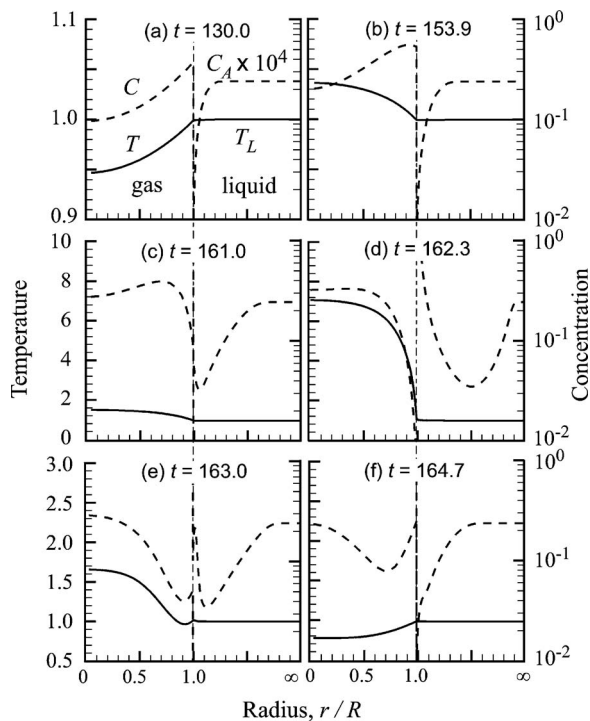 1.1
(a) t = 130.0
C_A x 10^4
C
1.0
T
T_L
gas
liquid
0.9
(b) t = 153.9
10^0
10^-1
10^-2
10
(c) t = 161.0
8
6
4
2
0
(d) t = 162.3
10^0
10^-1
10^-2
Temperature
Concentration
3.0
(e) t = 163.0
2.5
2.0
1.5
1.0
0.5
(f) t = 164.7
10^0
10^-1
10^-2
0 0.5 1.0 ∞ 0 0.5 1.0 ∞
Radius, r / R